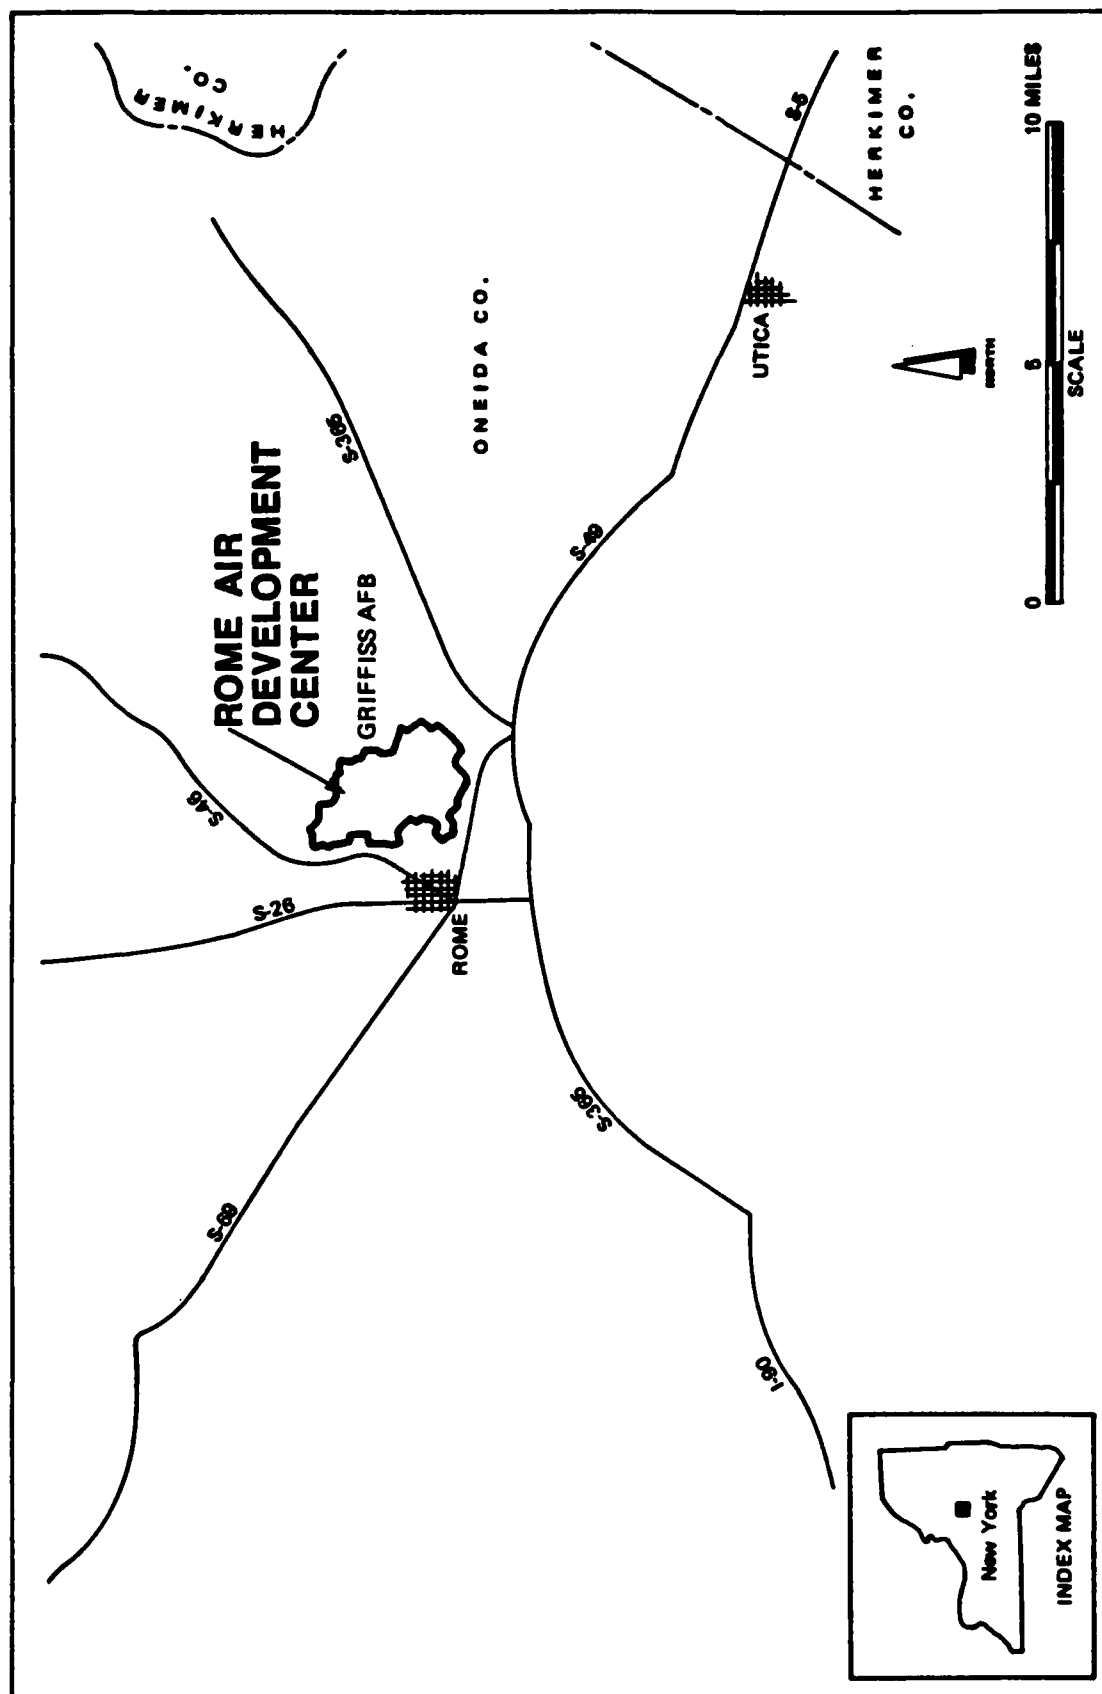 HERKIMER
CO.
S-46
S-26
S-69
ROME AIR
DEVELOPMENT
CENTER
GRIFFISS AFB
S-365
ONEIDA CO.
ROME
S-49
S-365
UTICA
S-5
HERKIMER
CO.
I-90
NORTH
0 5 10 MILES
SCALE
New York
INDEX MAP